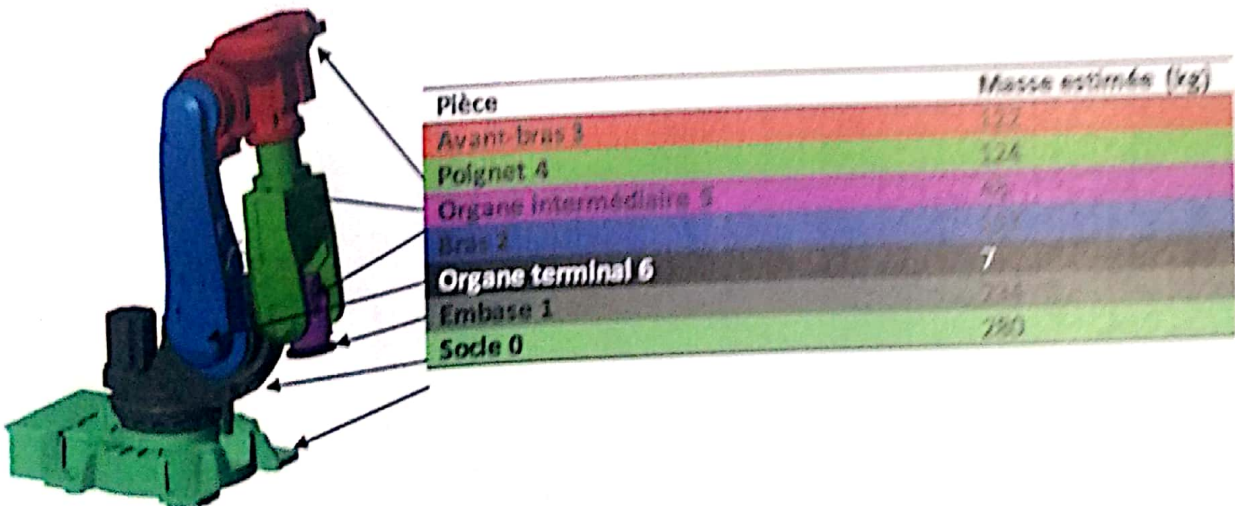 Pièce Masse estimée (kg)
Avant-bras 3 122
Poignet 4 124
Organe intermédiaire 5
Bras 2
Organe terminal 6 7
Embase 1
Socle 0 280